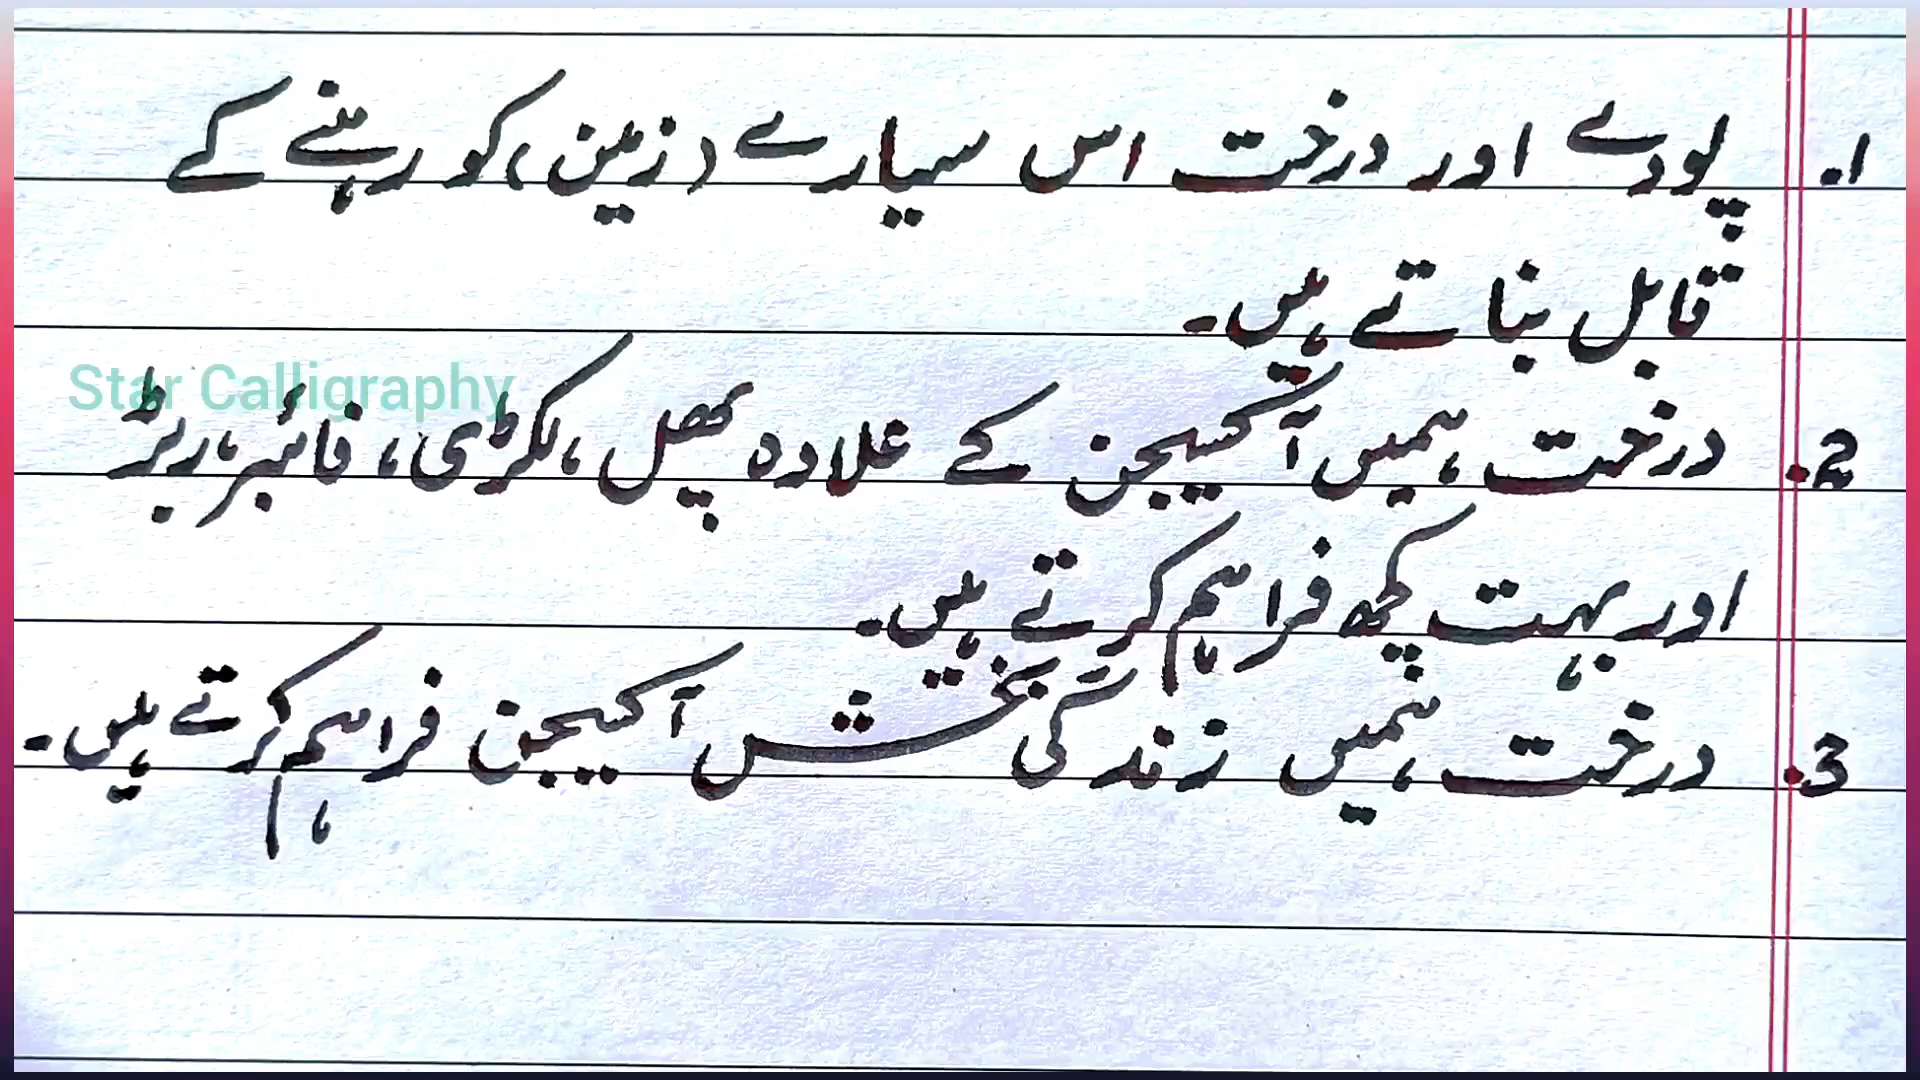 1. پودے اور درخت اس سیارے (زمین) کو رہنے کے
قابل بناتے ہیں۔
Star Calligraphy
2. درخت ہمیں آکسیجن کے علاوہ پھل، لکڑی، فائبر، ربڑ
اور بہت کچھ فراہم کرتے ہیں۔
3. درخت ہمیں زندگی بخش آکسیجن فراہم کرتے ہیں۔